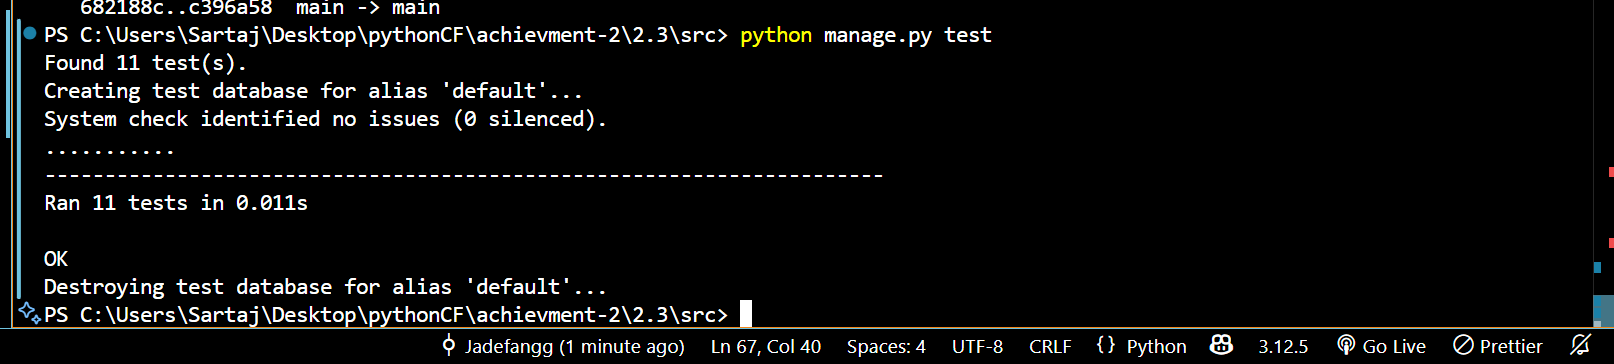 682188c..c396a58  main -> main
PS C:\Users\Sartaj\Desktop\pythonCF\achievment-2\2.3\src> python manage.py test
Found 11 test(s).
Creating test database for alias 'default'...
System check identified no issues (0 silenced).
...........
----------------------------------------------------------------------
Ran 11 tests in 0.011s
OK
Destroying test database for alias 'default'...
PS C:\Users\Sartaj\Desktop\pythonCF\achievment-2\2.3\src>
Jadefangg (1 minute ago) Ln 67, Col 40 Spaces: 4 UTF-8 CRLF {} Python 3.12.5 Go Live Prettier